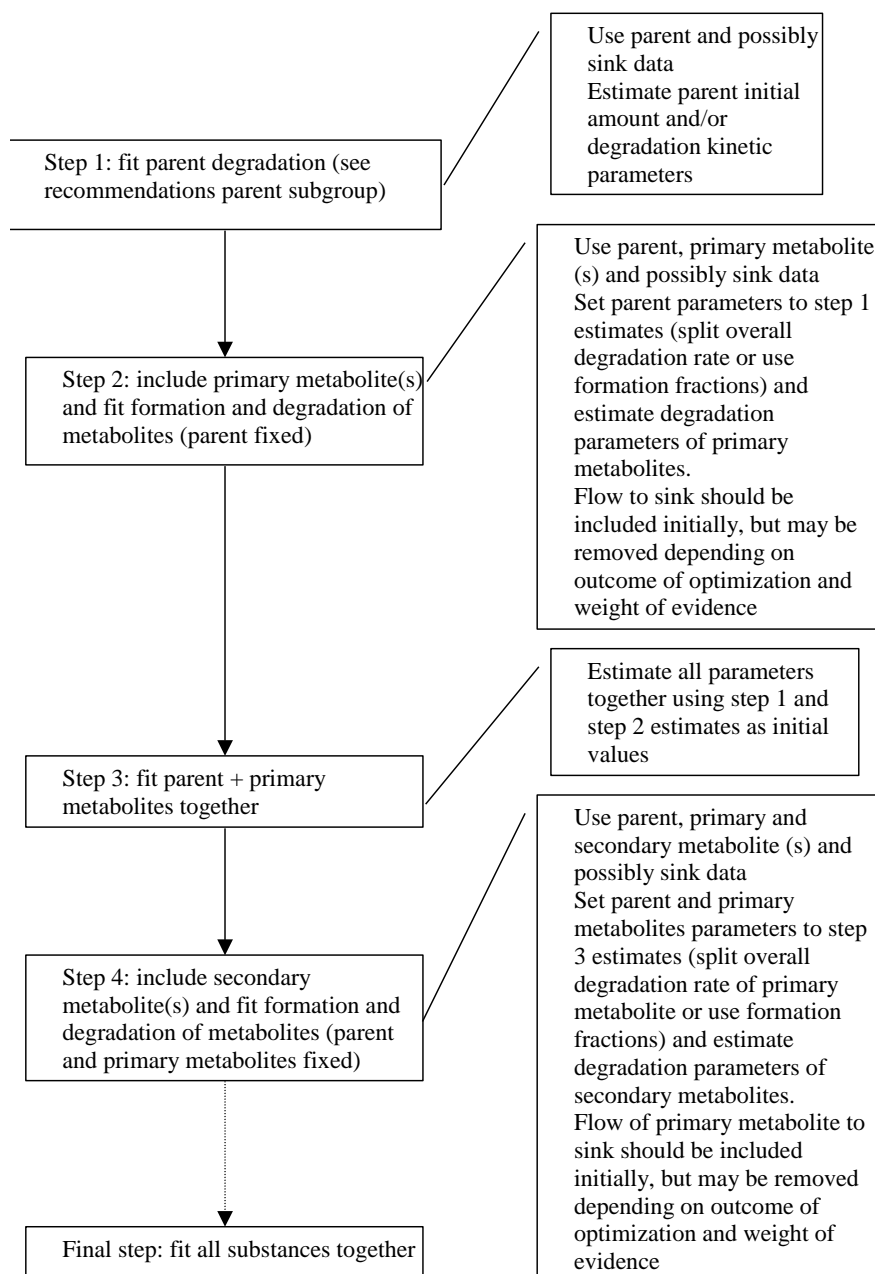 Use parent and possibly
sink data
Estimate parent initial
amount and/or
degradation kinetic
parameters
Step 1: fit parent degradation (see
recommendations parent subgroup)
Use parent, primary metabolite
(s) and possibly sink data
Set parent parameters to step 1
estimates (split overall
degradation rate or use
formation fractions) and
estimate degradation
parameters of primary
metabolites.
Flow to sink should be
included initially, but may be
removed depending on
outcome of optimization and
weight of evidence
Step 2: include primary metabolite(s)
and fit formation and degradation of
metabolites (parent fixed)
Estimate all parameters
together using step 1 and
step 2 estimates as initial
values
Step 3: fit parent + primary
metabolites together
Use parent, primary and
secondary metabolite (s) and
possibly sink data
Set parent and primary
metabolites parameters to step
3 estimates (split overall
degradation rate of primary
metabolite or use formation
fractions) and estimate
degradation parameters of
secondary metabolites.
Flow of primary metabolite to
sink should be included
initially, but may be removed
depending on outcome of
optimization and weight of
evidence
Step 4: include secondary
metabolite(s) and fit formation and
degradation of metabolites (parent
and primary metabolites fixed)
Final step: fit all substances together